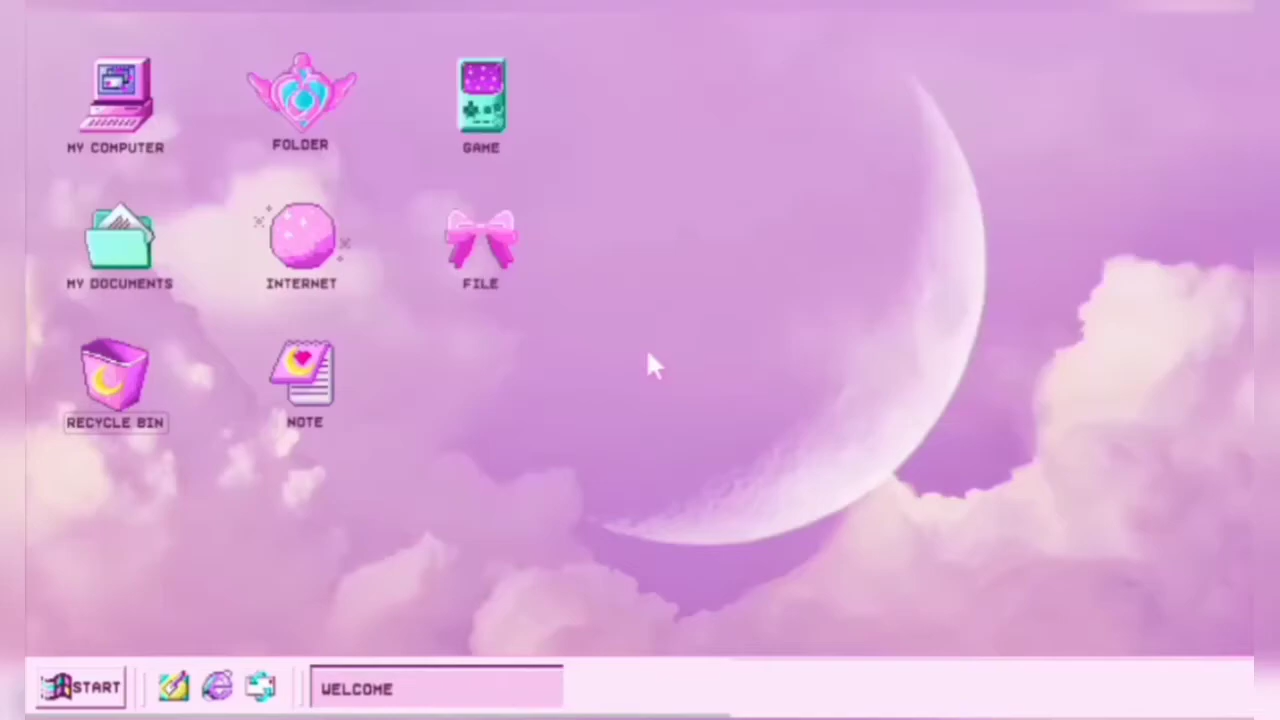 MY COMPUTER
FOLDER
GAME
MY DOCUMENTS
INTERNET
FILE
RECYCLE BIN
NOTE
START
WELCOME